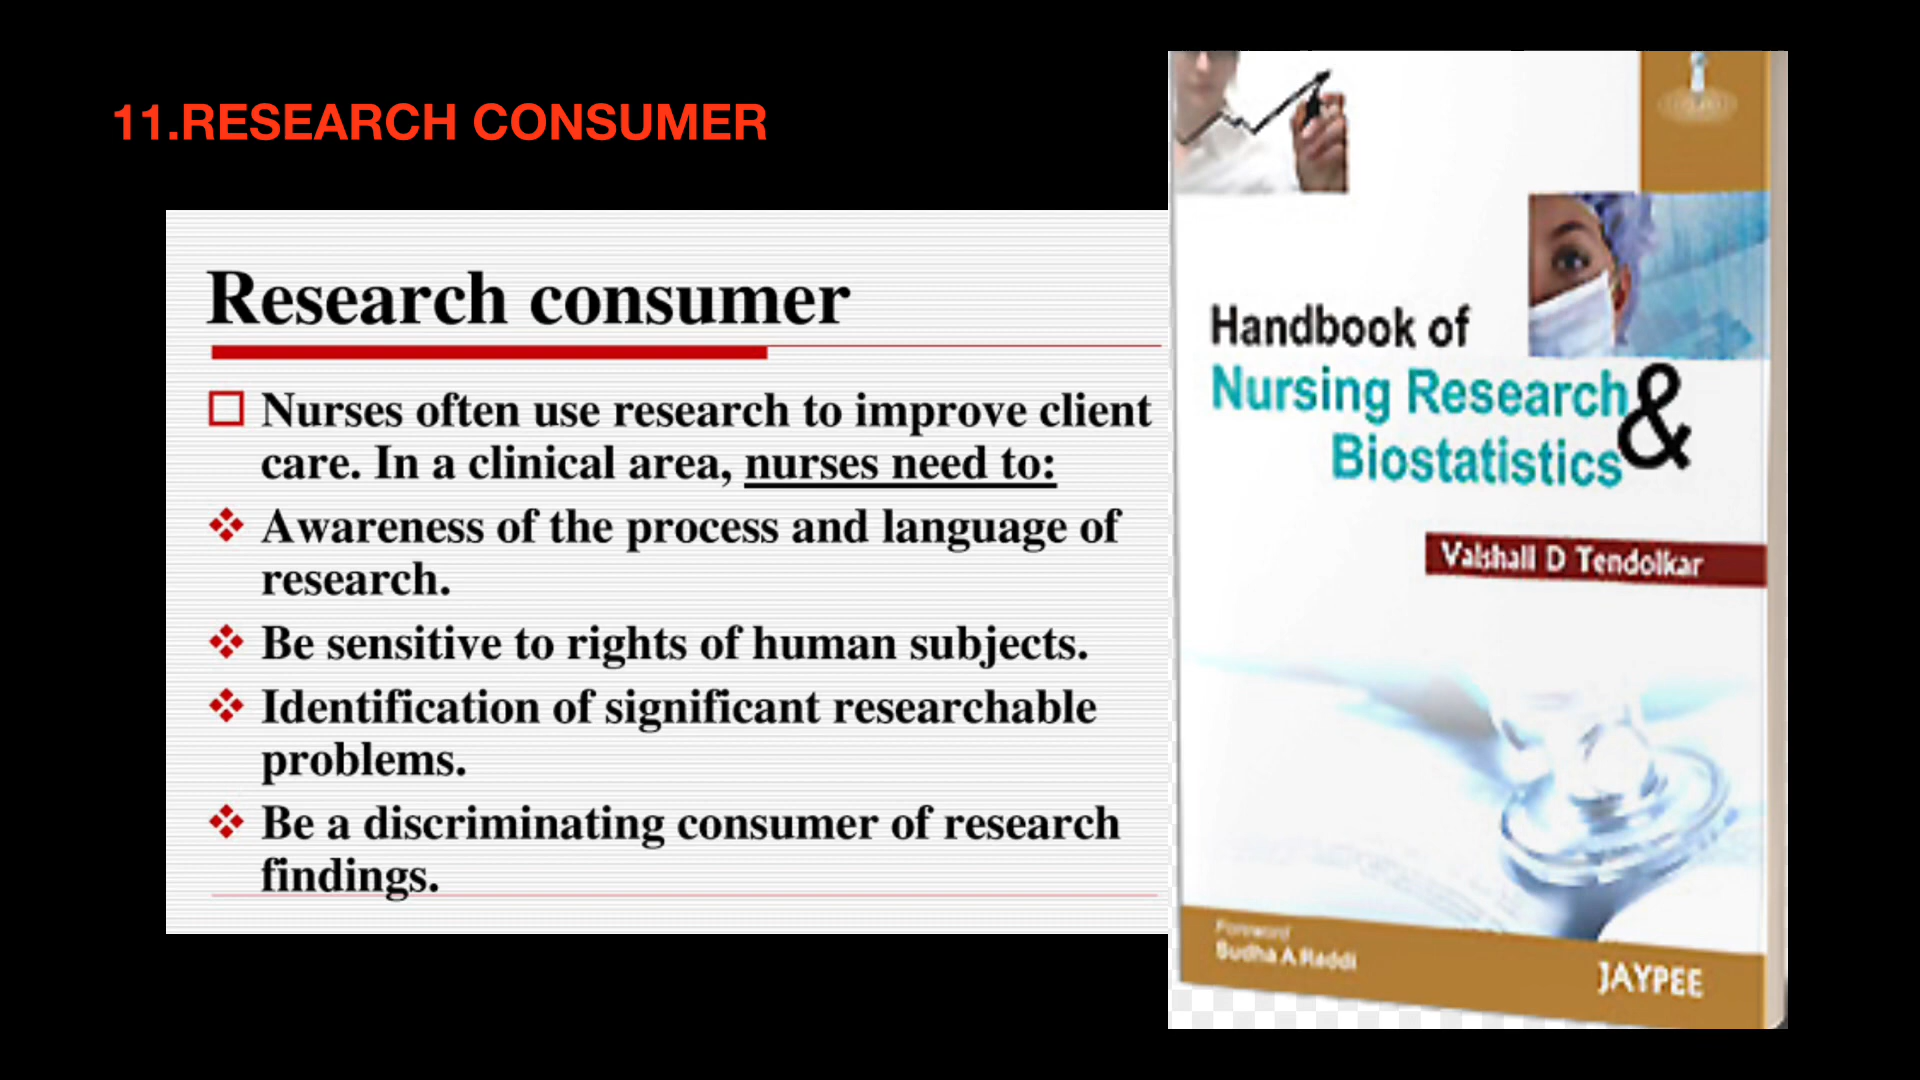 11.RESEARCH CONSUMER
Research consumer
Nurses often use research to improve client
care. In a clinical area, nurses need to:
Awareness of the process and language of
research.
Be sensitive to rights of human subjects.
Identification of significant researchable
problems.
Be a discriminating consumer of research
findings.
Handbook of
Nursing Research
&
Biostatistics
Vaishali D Tendolkar
Foreword
Budha A Reddi
JAYPEE